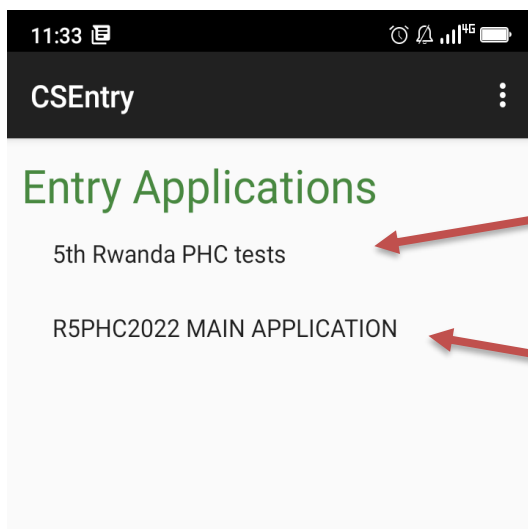 11:33
4G
CSEntry
Entry Applications
5th Rwanda PHC tests
R5PHC2022 MAIN APPLICATION